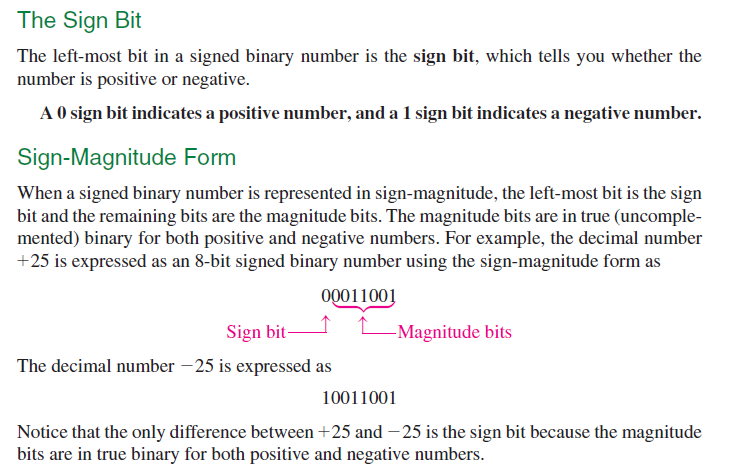 The Sign Bit
The left-most bit in a signed binary number is the sign bit, which tells you whether the
number is positive or negative.
A 0 sign bit indicates a positive number, and a 1 sign bit indicates a negative number.
Sign-Magnitude Form
When a signed binary number is represented in sign-magnitude, the left-most bit is the sign
bit and the remaining bits are the magnitude bits. The magnitude bits are in true (uncomple-
mented) binary for both positive and negative numbers. For example, the decimal number
+25 is expressed as an 8-bit signed binary number using the sign-magnitude form as
00011001
Sign bit Magnitude bits
The decimal number −25 is expressed as
10011001
Notice that the only difference between +25 and −25 is the sign bit because the magnitude
bits are in true binary for both positive and negative numbers.